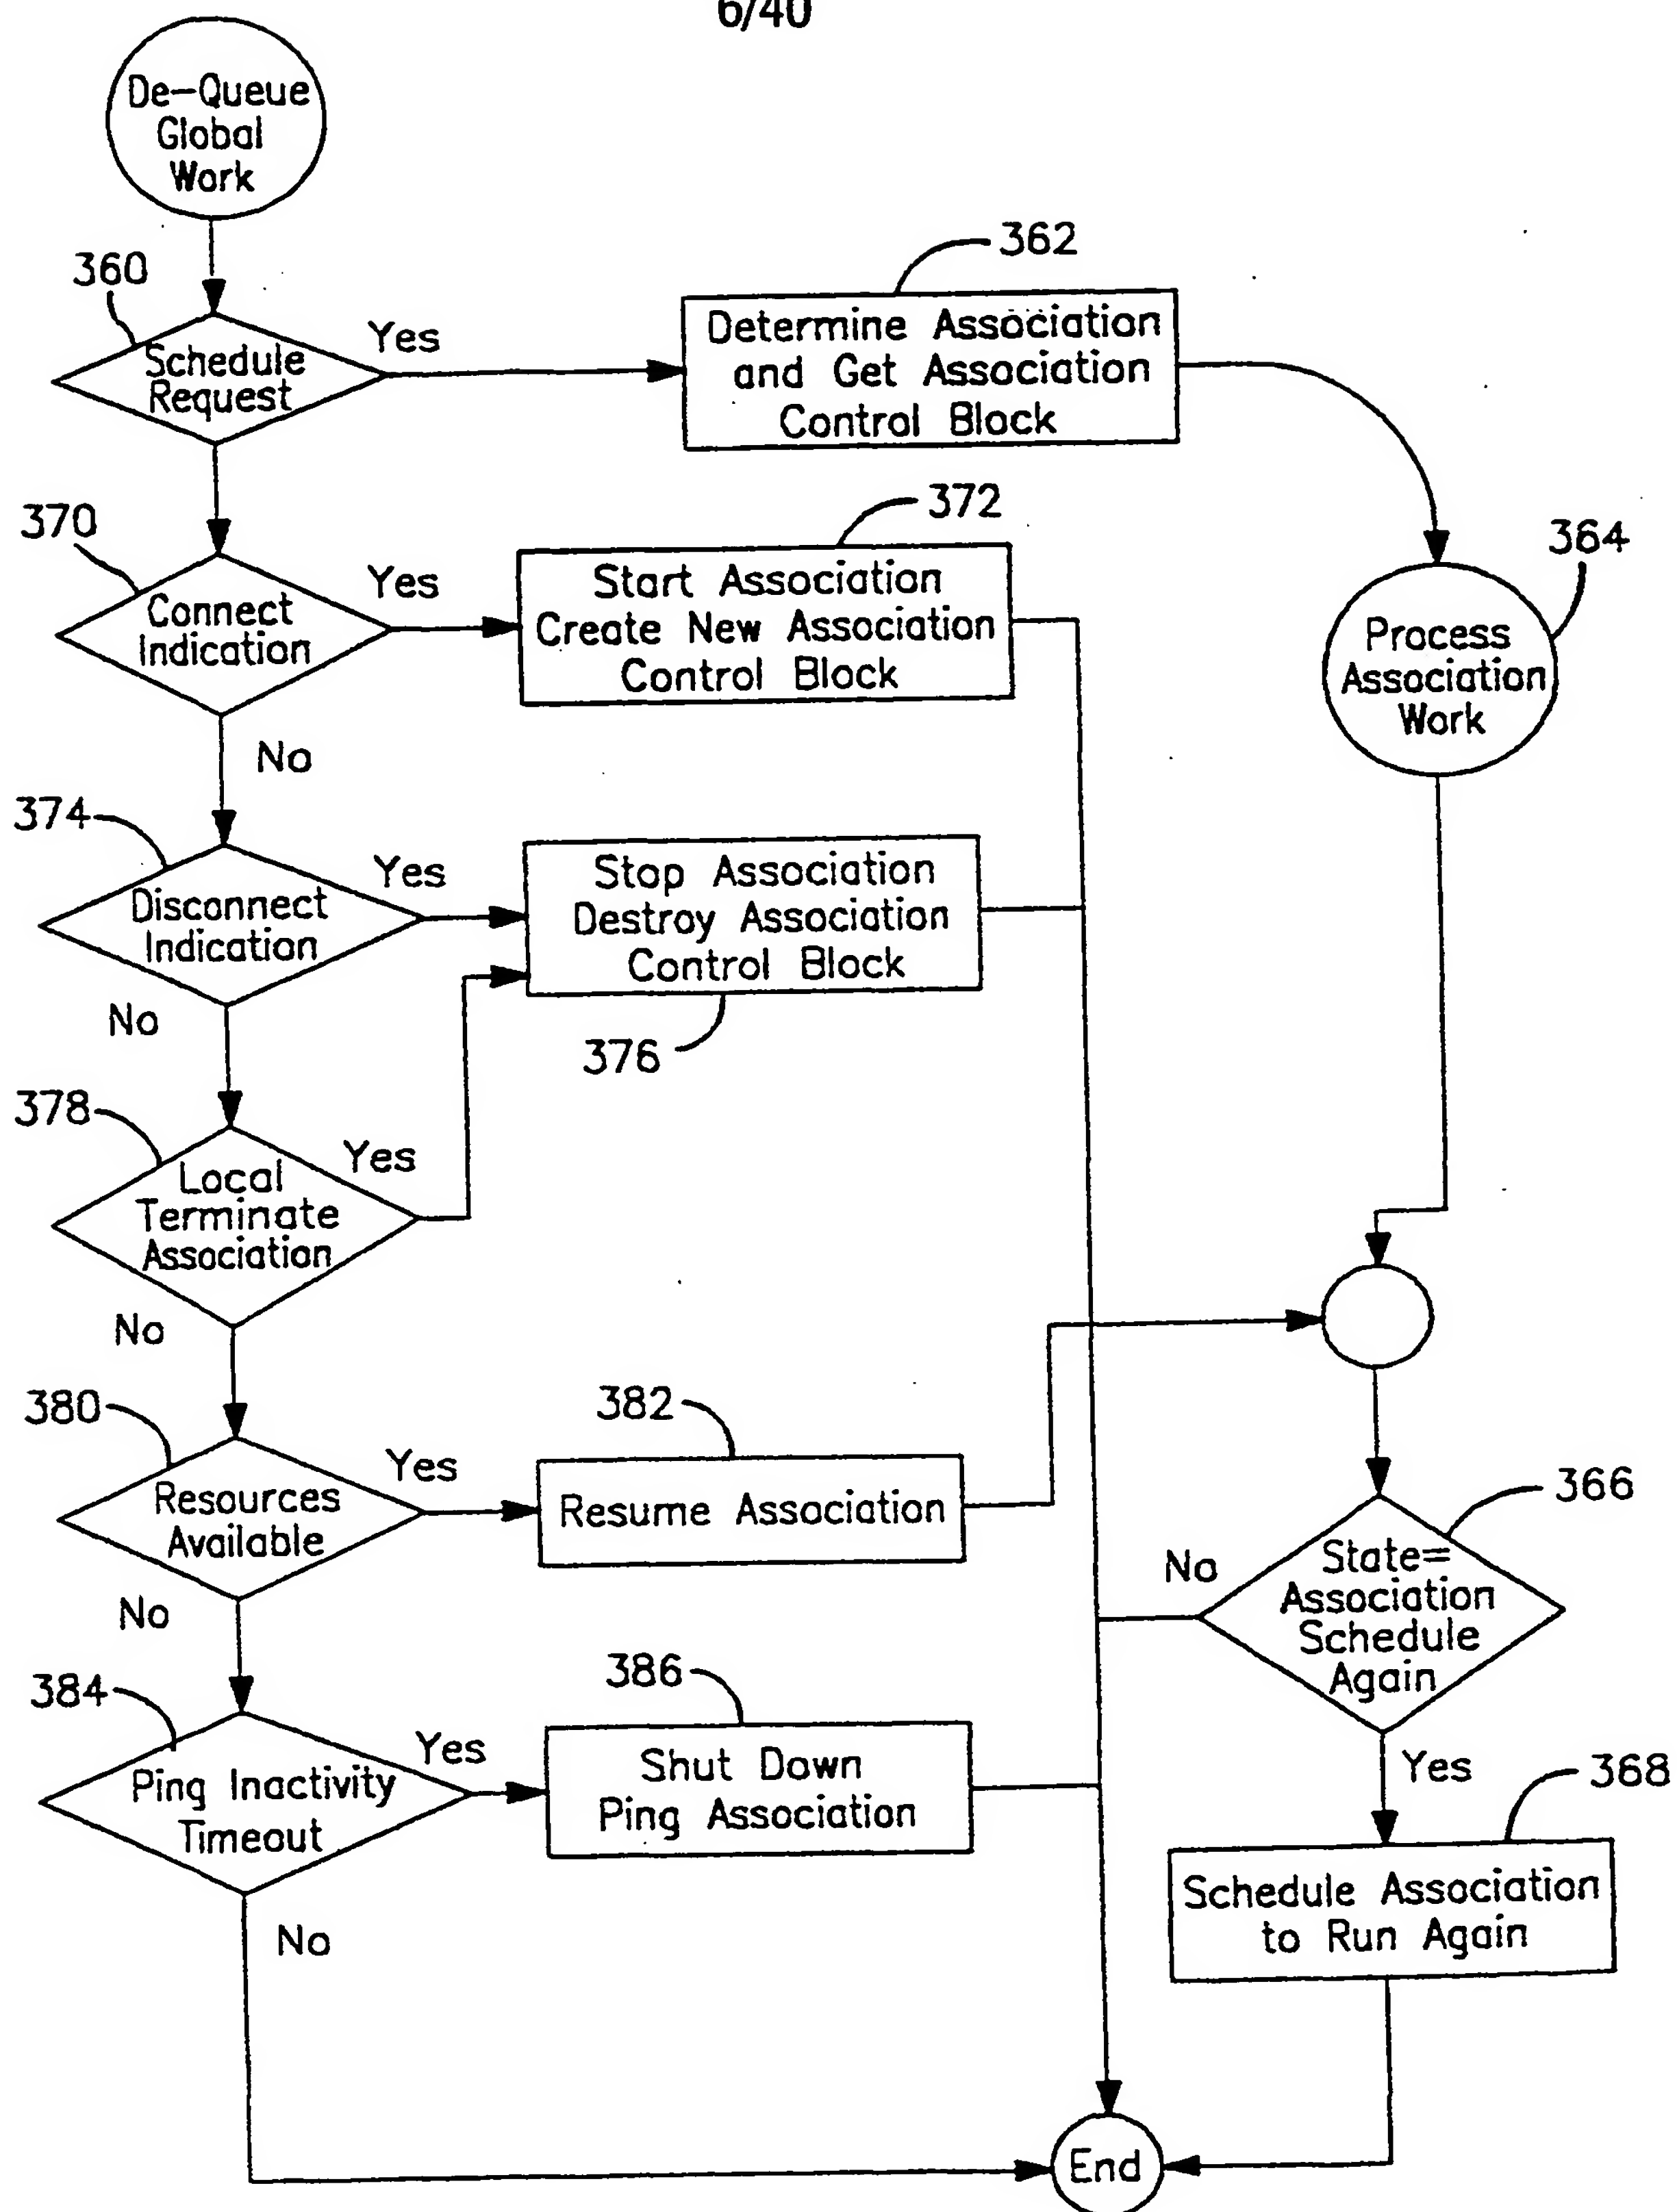 6/40
De-Queue
Global
Work
360
Schedule
Request
Yes
362
Determine Association
and Get Association
Control Block
370
Connect
Indication
Yes
372
Start Association
Create New Association
Control Block
364
Process
Association
Work
No
374
Disconnect
Indication
Yes
Stop Association
Destroy Association
Control Block
376
No
378
Local
Terminate
Association
Yes
No
380
Resources
Available
Yes
382
Resume Association
366
State=
Association
Schedule
Again
No
No
384
Ping Inactivity
Timeout
Yes
386
Shut Down
Ping Association
Yes
368
Schedule Association
to Run Again
No
End